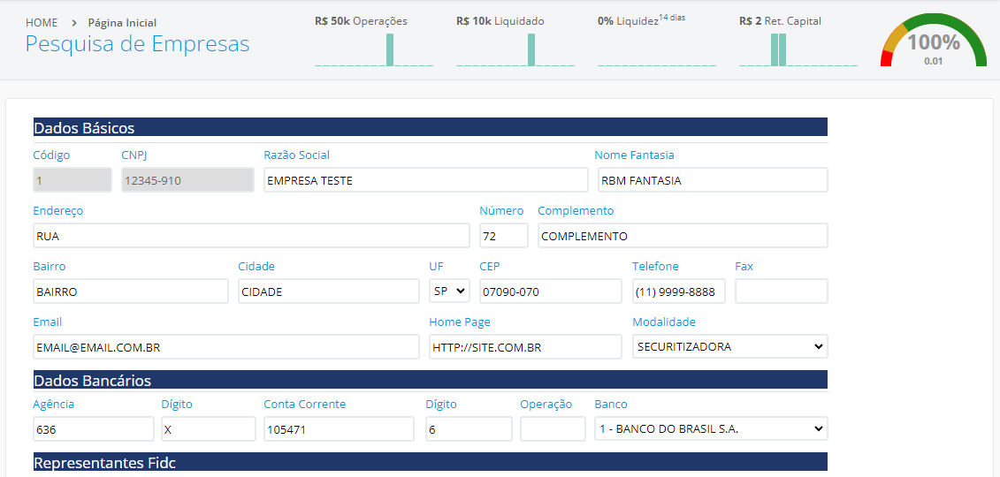 HOME > Página Inicial
Pesquisa de Empresas
R$ 50k Operações
R$ 10k Liquidado
0% Liquidez14 dias
R$ 2 Ret. Capital
100%
0.01
Dados Básicos
Código CNPJ Razão Social Nome Fantasia
1 12345-910 EMPRESA TESTE RBM FANTASIA
Endereço Número Complemento
RUA 72 COMPLEMENTO
Bairro Cidade UF CEP Telefone Fax
BAIRRO CIDADE SP 07090-070 (11) 9999-8888
Email Home Page Modalidade
EMAIL@EMAIL.COM.BR HTTP://SITE.COM.BR SECURITIZADORA
Dados Bancários
Agência Dígito Conta Corrente Dígito Operação Banco
636 X 105471 6 1 - BANCO DO BRASIL S.A.
Representantes Fidc